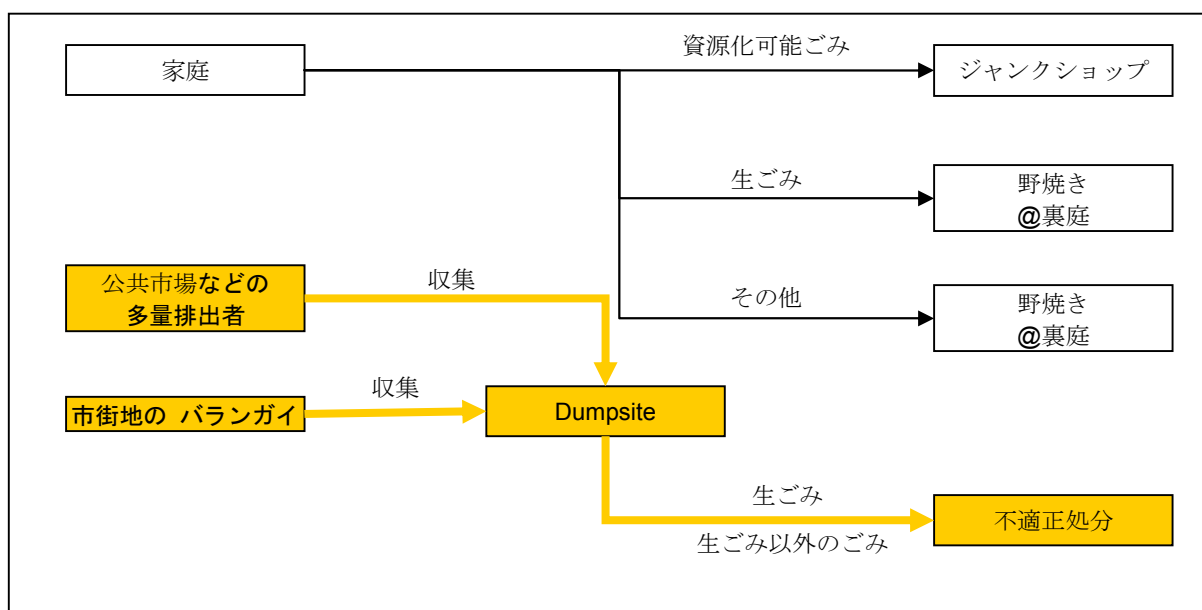 資源化可能ごみ
家庭
ジャンクショップ
生ごみ
野焼き
@裏庭
公共市場などの
多量排出者
収集
その他
野焼き
@裏庭
収集
市街地の バランガイ
Dumpsite
生ごみ
不適正処分
生ごみ以外のごみ